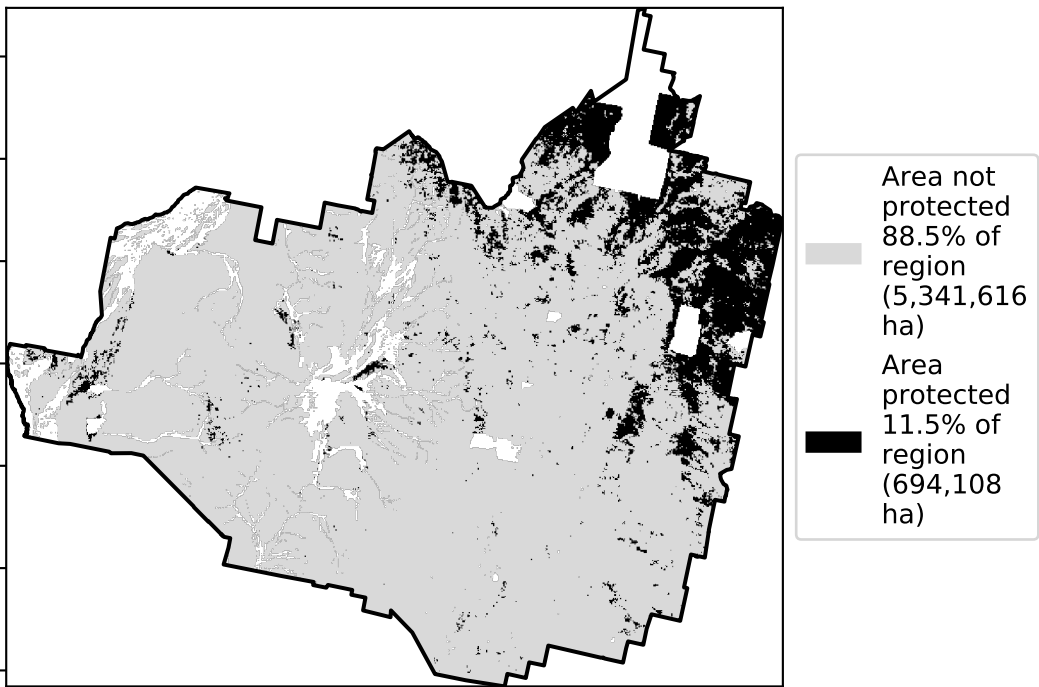 Area not
protected
88.5% of
region
(5,341,616
ha)
Area
protected
11.5% of
region
(694,108
ha)